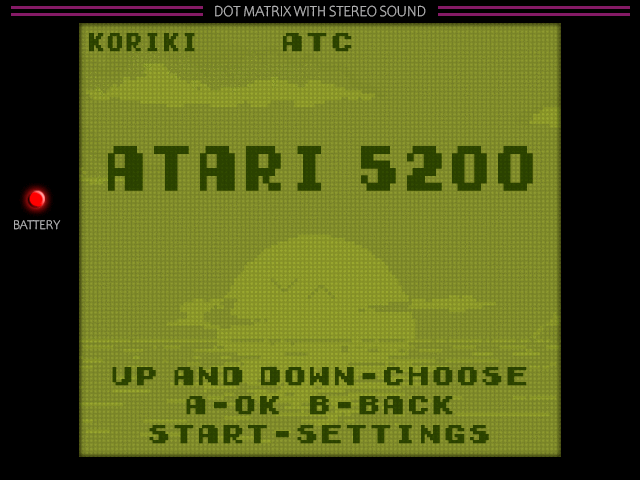 DOT MATRIX WITH STEREO SOUND
KORIKI ATC
ATARI 5200
BATTERY
UP AND DOWN-CHOOSE
A-OK B-BACK
START-SETTINGS